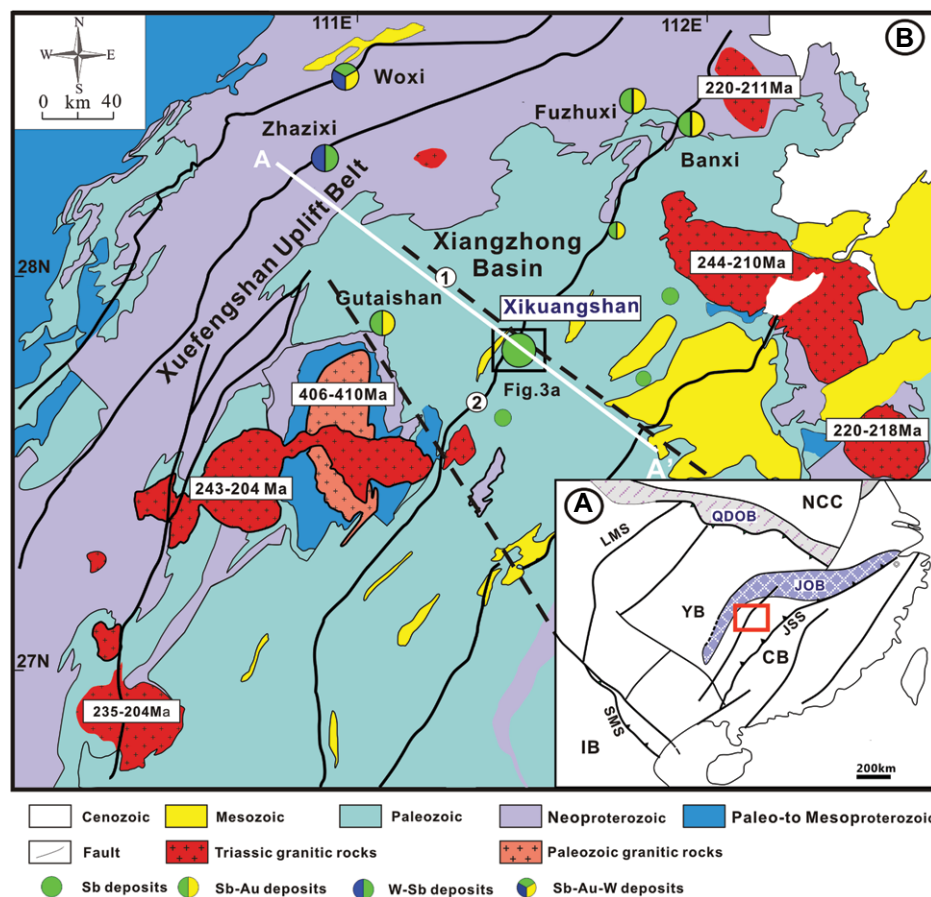 111E
112E
B
N
W
E
S
0 km 40
Woxi
Zhazixi
A
Fuzhuxi
Banxi
220-211Ma
Xuefengshan Uplift Belt
Xiangzhong
Basin
28N
1
244-210Ma
Gutaishan
Xikuangshan
Fig.3a
406-410Ma
2
220-218Ma
A'
243-204 Ma
27N
235-204Ma
A
NCC
QDOB
LMS
JOB
YB
JSS
CB
SMS
IB
200km
Cenozoic
Mesozoic
Paleozoic
Neoproterozoic
Paleo-to Mesoproterozoic
Fault
Triassic granitic rocks
Paleozoic granitic rocks
Sb deposits
Sb-Au deposits
W-Sb deposits
Sb-Au-W deposits